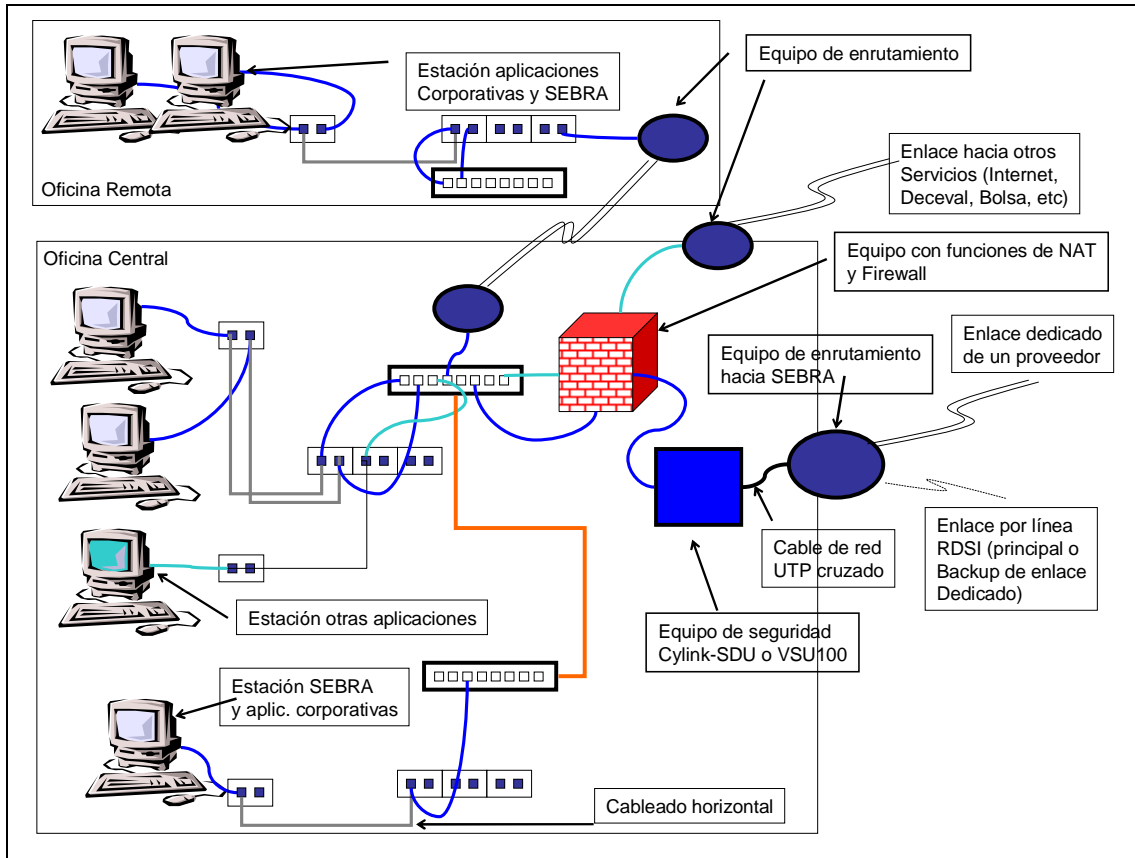 Equipo de enrutamiento
Estación aplicaciones
Corporativas y SEBRA
Enlace hacia otros
Servicios (Internet,
Deceval, Bolsa, etc)
Oficina Remota
Oficina Central
Equipo con funciones de NAT
y Firewall
Equipo de enrutamiento
hacia SEBRA
Enlace dedicado
de un proveedor
Cable de red
UTP cruzado
Enlace por línea
RDSI (principal o
Backup de enlace
Dedicado)
Estación otras aplicaciones
Equipo de seguridad
Cylink-SDU o VSU100
Estación SEBRA
y aplic. corporativas
Cableado horizontal